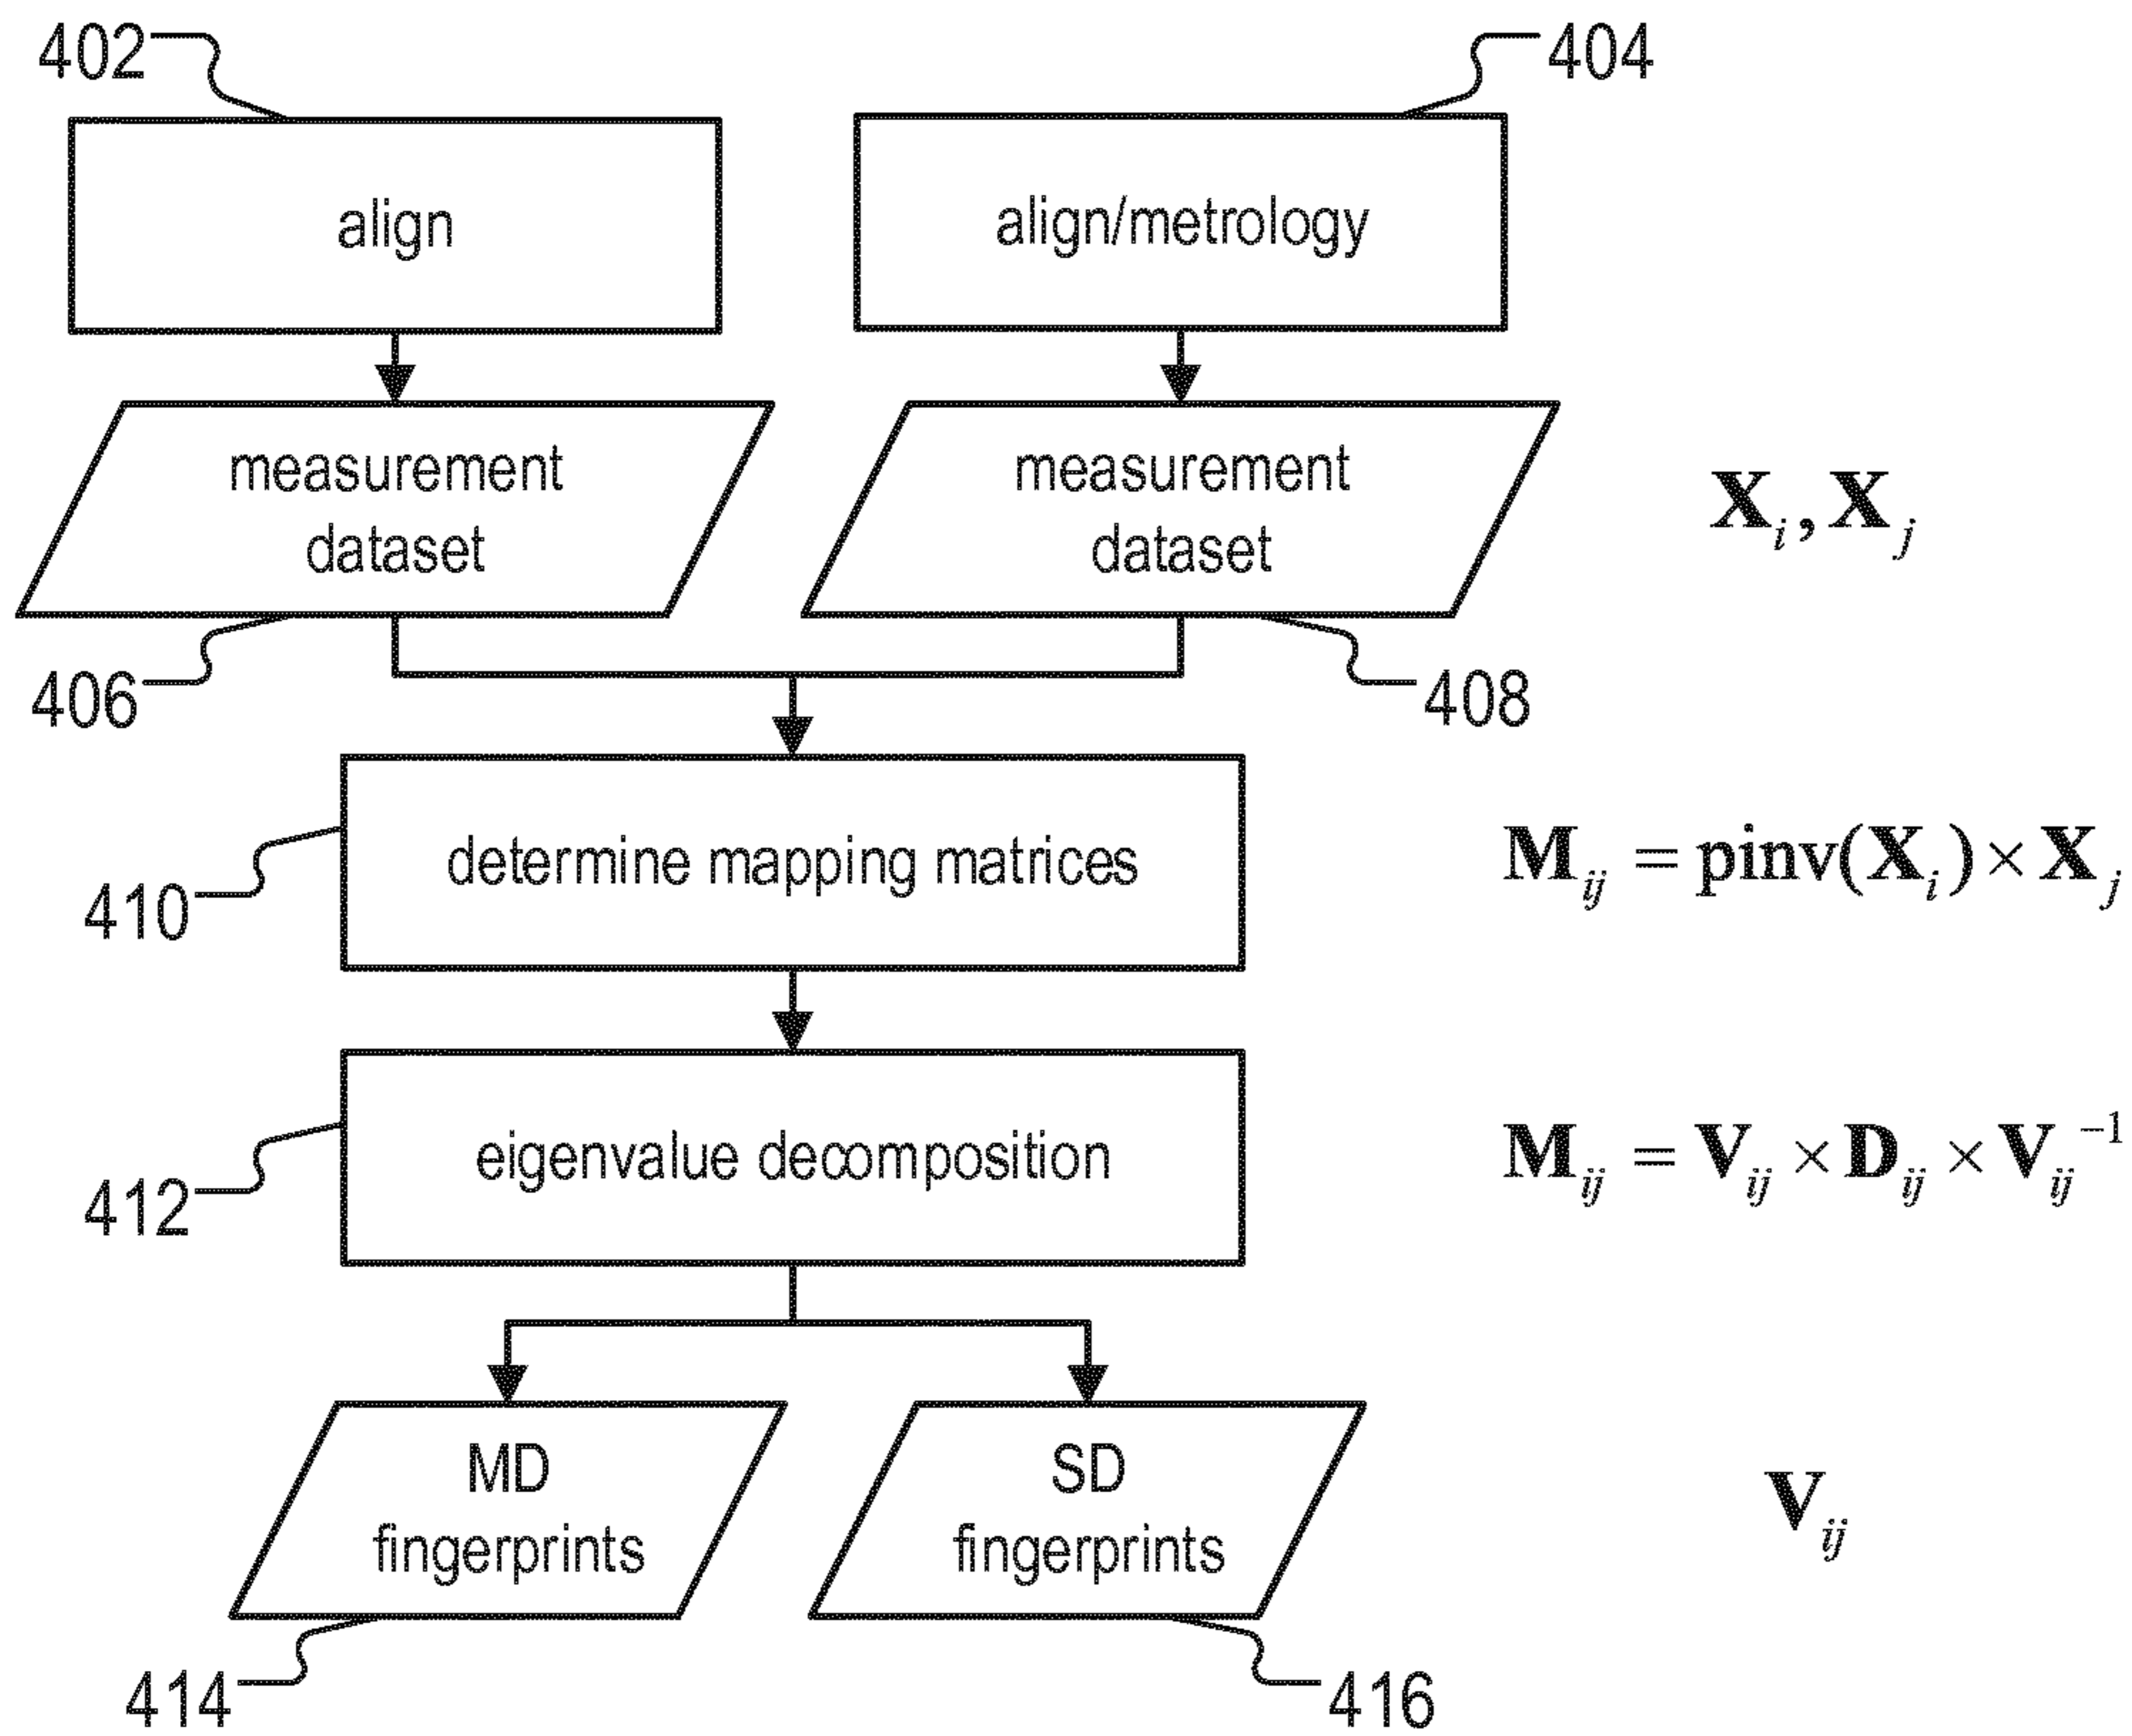 402
404
align
align/metrology
measurement
dataset
measurement
dataset
X_i, X_j
406
408
determine mapping matrices
M_ij = pinv(X_i) × X_j
410
eigenvalue decomposition
M_ij = V_ij × D_ij × V_ij^-1
412
MD
fingerprints
SD
fingerprints
V_ij
414
416